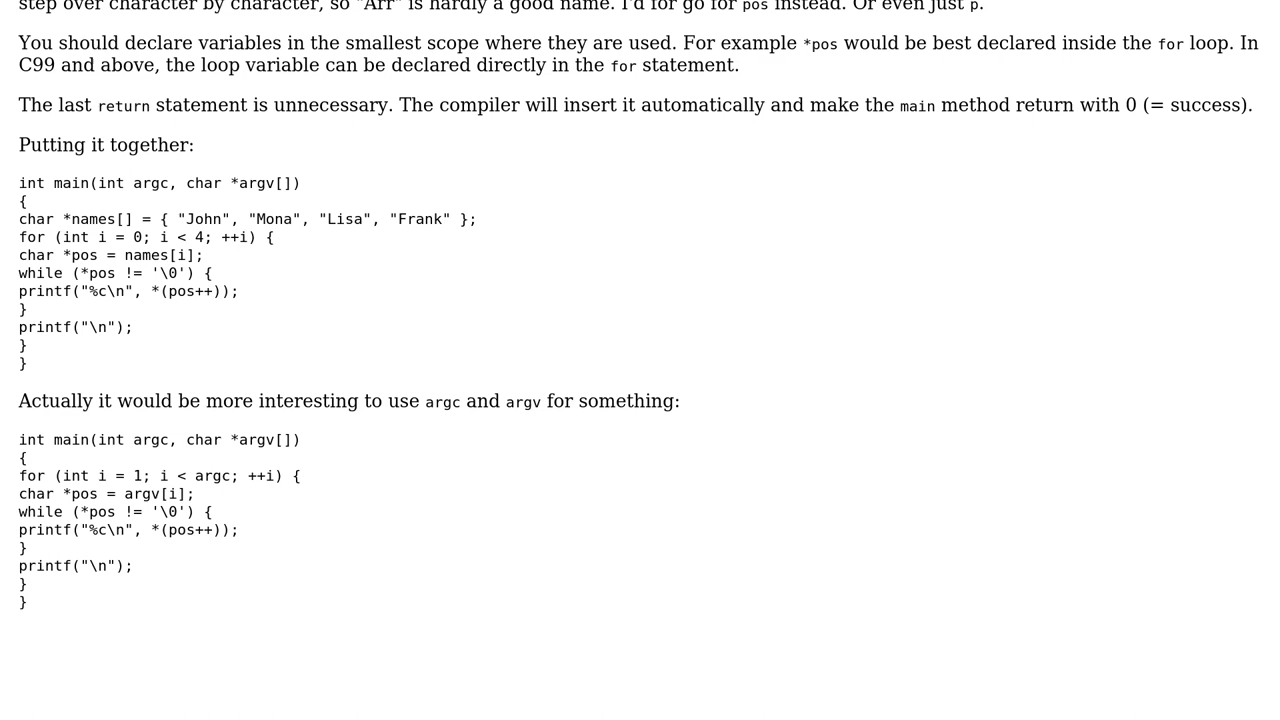 step over character by character, so "Arr" is hardly a good name. I'd for go for pos instead. Or even just p.
You should declare variables in the smallest scope where they are used. For example *pos would be best declared inside the for loop. In
C99 and above, the loop variable can be declared directly in the for statement.
The last return statement is unnecessary. The compiler will insert it automatically and make the main method return with 0 (= success).
Putting it together:
int main(int argc, char *argv[])
{
char *names[] = { "John", "Mona", "Lisa", "Frank" };
for (int i = 0; i < 4; ++i) {
char *pos = names[i];
while (*pos != '\0') {
printf("%c\n", *(pos++));
}
printf("\n");
}
}
Actually it would be more interesting to use argc and argv for something:
int main(int argc, char *argv[])
{
for (int i = 1; i < argc; ++i) {
char *pos = argv[i];
while (*pos != '\0') {
printf("%c\n", *(pos++));
}
printf("\n");
}
}